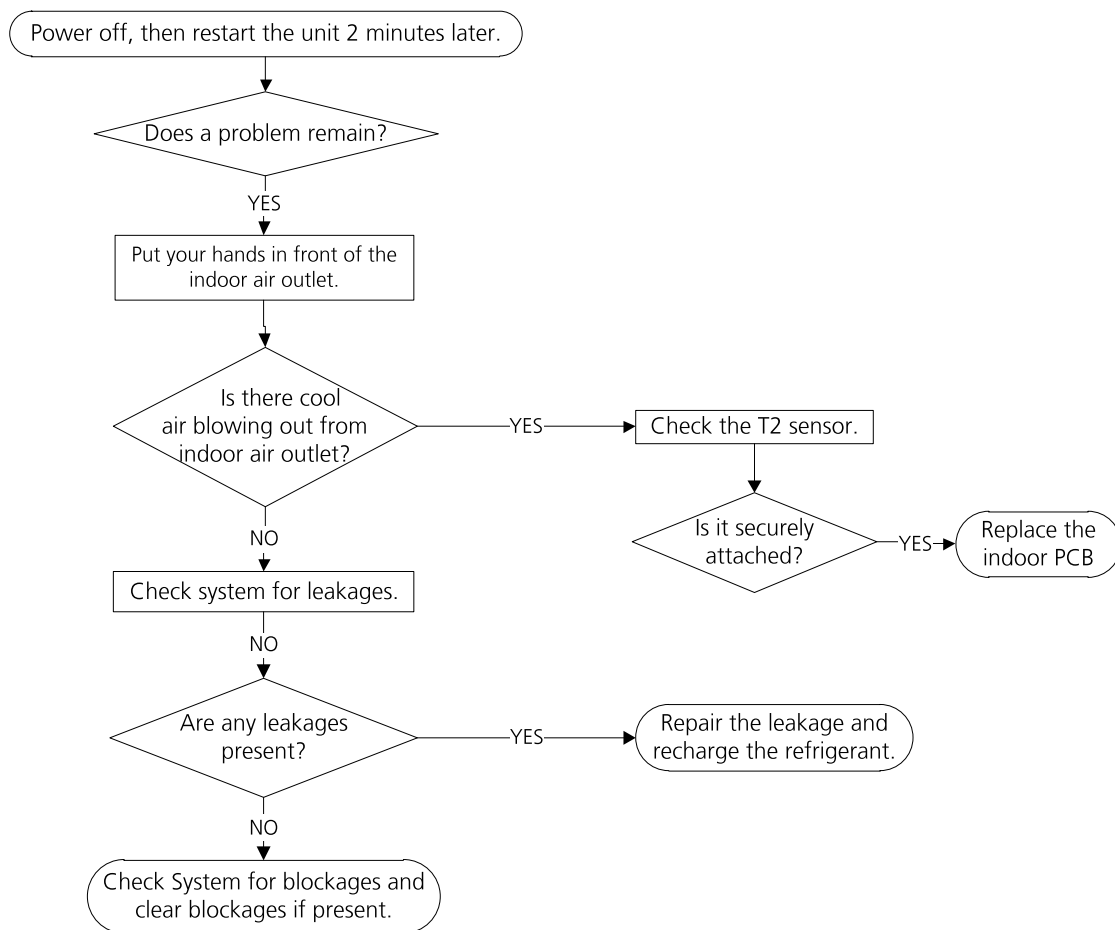 Power off, then restart the unit 2 minutes later.
Does a problem remain?
YES
Put your hands in front of the
indoor air outlet.
Is there cool
air blowing out from
indoor air outlet?
YES
Check the T2 sensor.
Is it securely
attached?
YES
Replace the
indoor PCB
NO
Check system for leakages.
NO
Are any leakages
present?
YES
Repair the leakage and
recharge the refrigerant.
NO
Check System for blockages and
clear blockages if present.